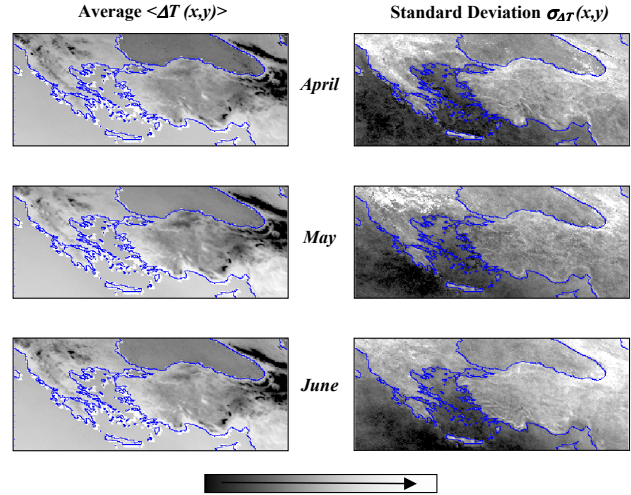 Average <ΔT (x,y)>
Standard Deviation σΔT(x,y)
April
May
June